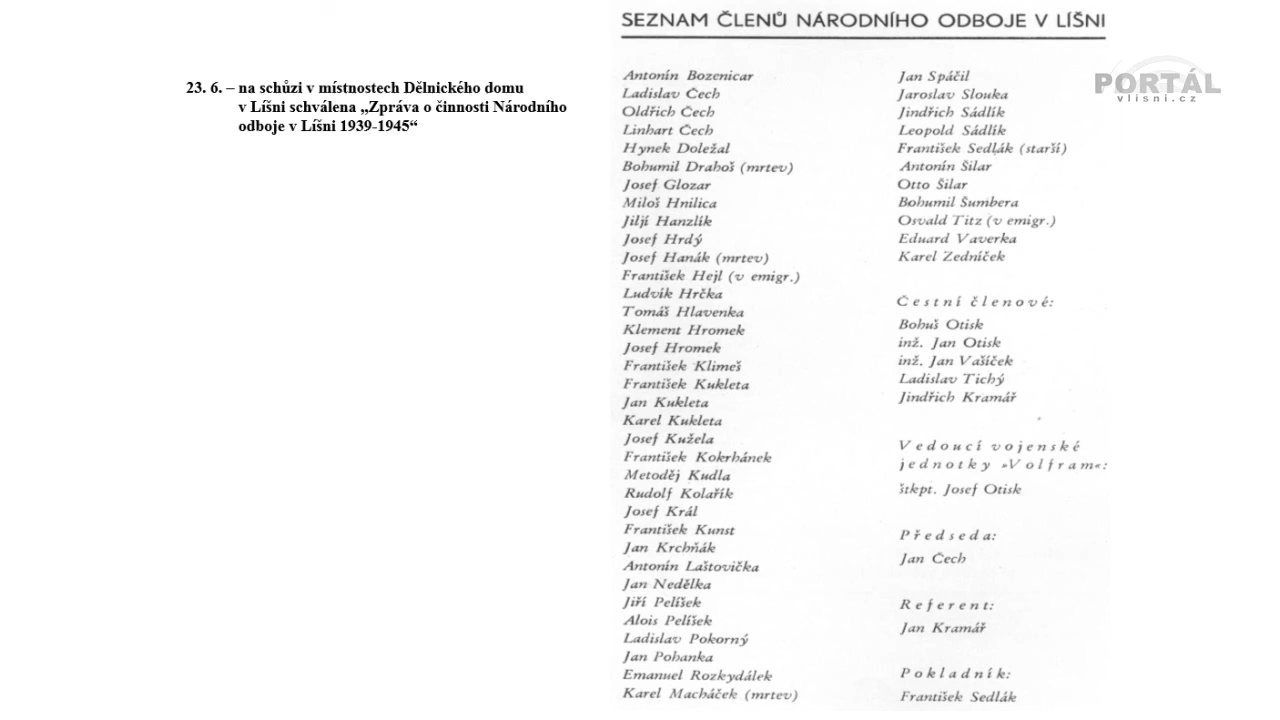 23. 6. – na schůzi v místnostech Dělnického domu
v Líšni schválena „Zpráva o činnosti Národního
odboje v Líšni 1939-1945“
SEZNAM ČLENŮ NÁRODNÍHO ODBOJE V LÍŠNI
Antonín Bozenicar
Ladislav Čech
Oldřich Čech
Linhart Čech
Hynek Doležal
Bohumil Drahoš (mrtev)
Josef Glozar
Miloš Hnilica
Jiljí Hanzlík
Josef Hrdý
Josef Hanák (mrtev)
František Hejl (v emigr.)
Ludvík Hrčka
Tomáš Hlavenka
Klement Hromek
Josef Hromek
František Klimeš
František Kukleta
Jan Kukleta
Karel Kukleta
Josef Kužela
František Kokrhánek
Metoděj Kudla
Rudolf Kolařík
Josef Král
František Kunst
Jan Krchňák
Antonín Laštovička
Jan Nedělka
Jiří Pelíšek
Alois Pelíšek
Ladislav Pokorný
Jan Pohanka
Emanuel Rozkydálek
Karel Macháček (mrtev)
Jan Spáčil
Jaroslav Slouka
Jindřich Sádlík
Leopold Sádlík
František Sedlák (starší)
Antonín Šilar
Otto Šilar
Bohumil Šumbera
Osvald Titz (v emigr.)
Eduard Vaverka
Karel Zedníček
Čestní členové:
Bohuš Otisk
inž. Jan Otisk
inž. Jan Vašíček
Ladislav Tichý
Jindřich Kramář
Vedoucí vojenské
jednotky »Volfram«:
štkpt. Josef Otisk
Předseda:
Jan Čech
Referent:
Jan Kramář
Pokladník:
František Sedlák
PORTÁL
vlisni.cz